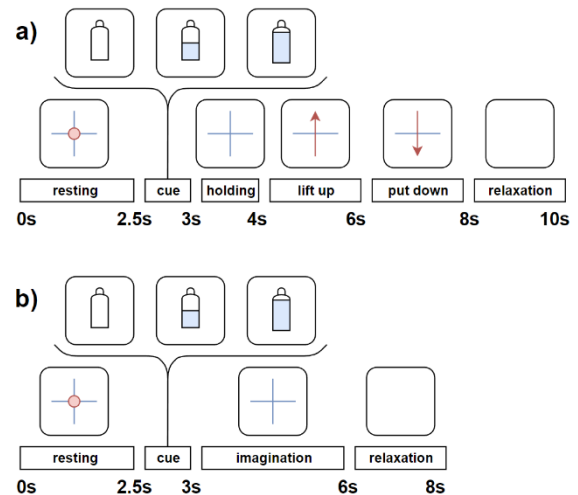 a)
resting cue holding lift up put down relaxation
0s 2.5s 3s 4s 6s 8s 10s
b)
resting cue imagination relaxation
0s 2.5s 3s 6s 8s